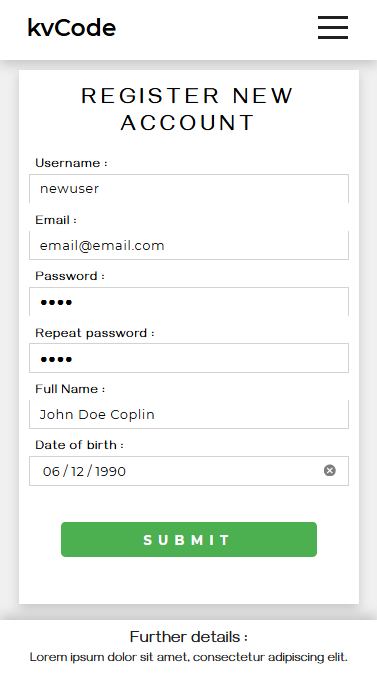 kvCode
REGISTER NEW
ACCOUNT
Username :
newuser
Email :
email@email.com
Password :
••••
Repeat password :
••••
Full Name :
John Doe Coplin
Date of birth :
06 / 12 / 1990
SUBMIT
Further details :
Lorem ipsum dolor sit amet, consectetur adipiscing elit.